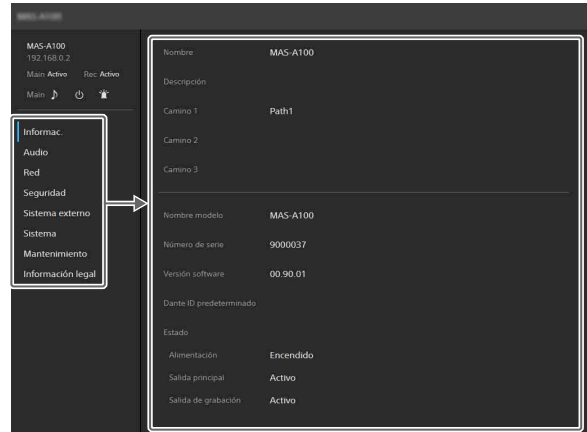 MAS-A100
MAS-A100
192.168.0.2
Main Activo Rec Activo
Main
Informac.
Audio
Red
Seguridad
Sistema externo
Sistema
Mantenimiento
Información legal
Nombre MAS-A100
Descripción
Camino 1 Path1
Camino 2
Camino 3
Nombre modelo MAS-A100
Número de serie 9000037
Versión software 00.90.01
Dante ID predeterminado
Estado
Alimentación Encendido
Salida principal Activo
Salida de grabación Activo